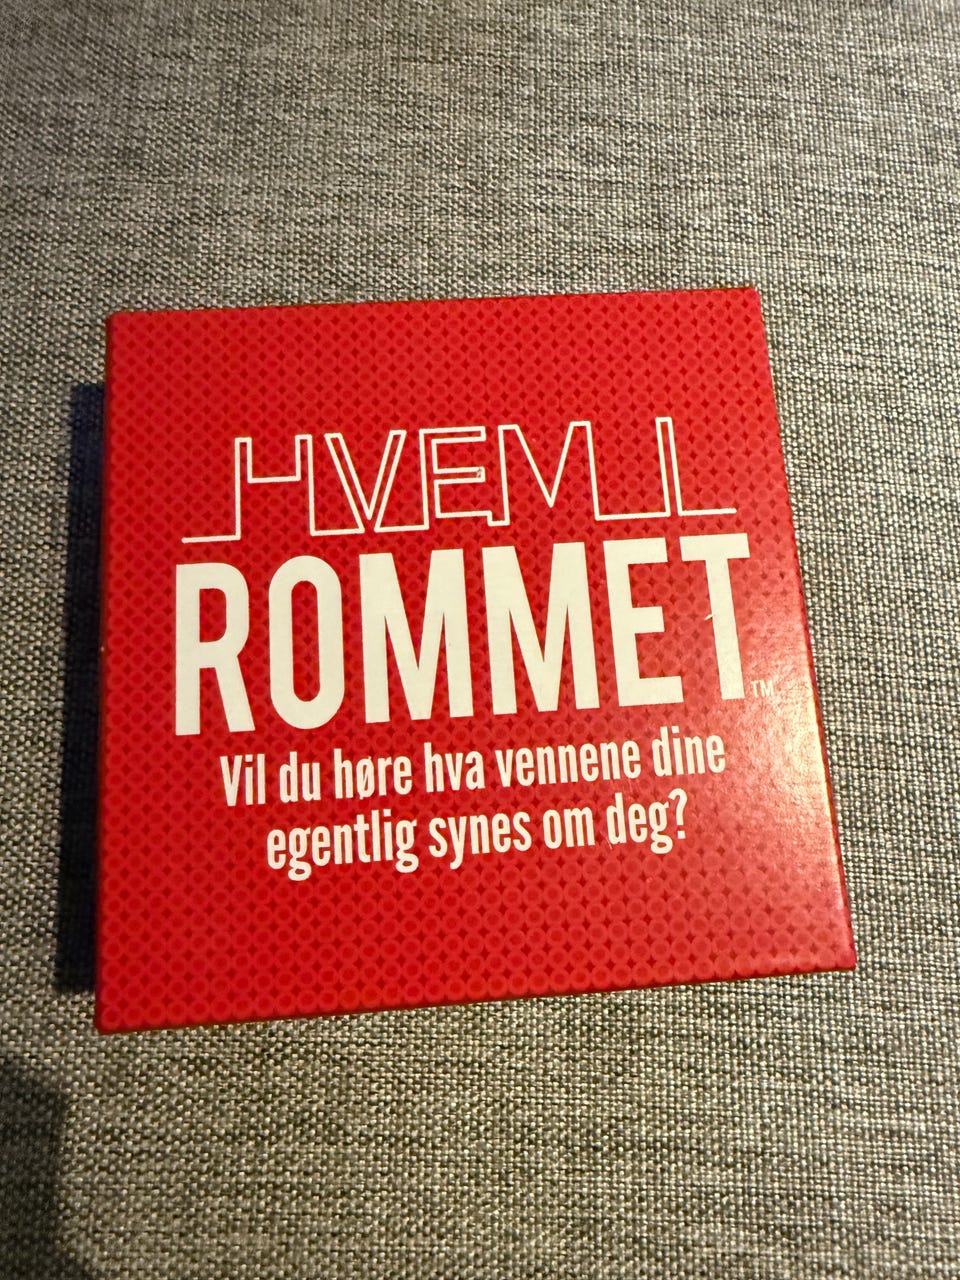 HVEM I
ROMMET™
Vil du høre hva vennene dine
egentlig synes om deg?